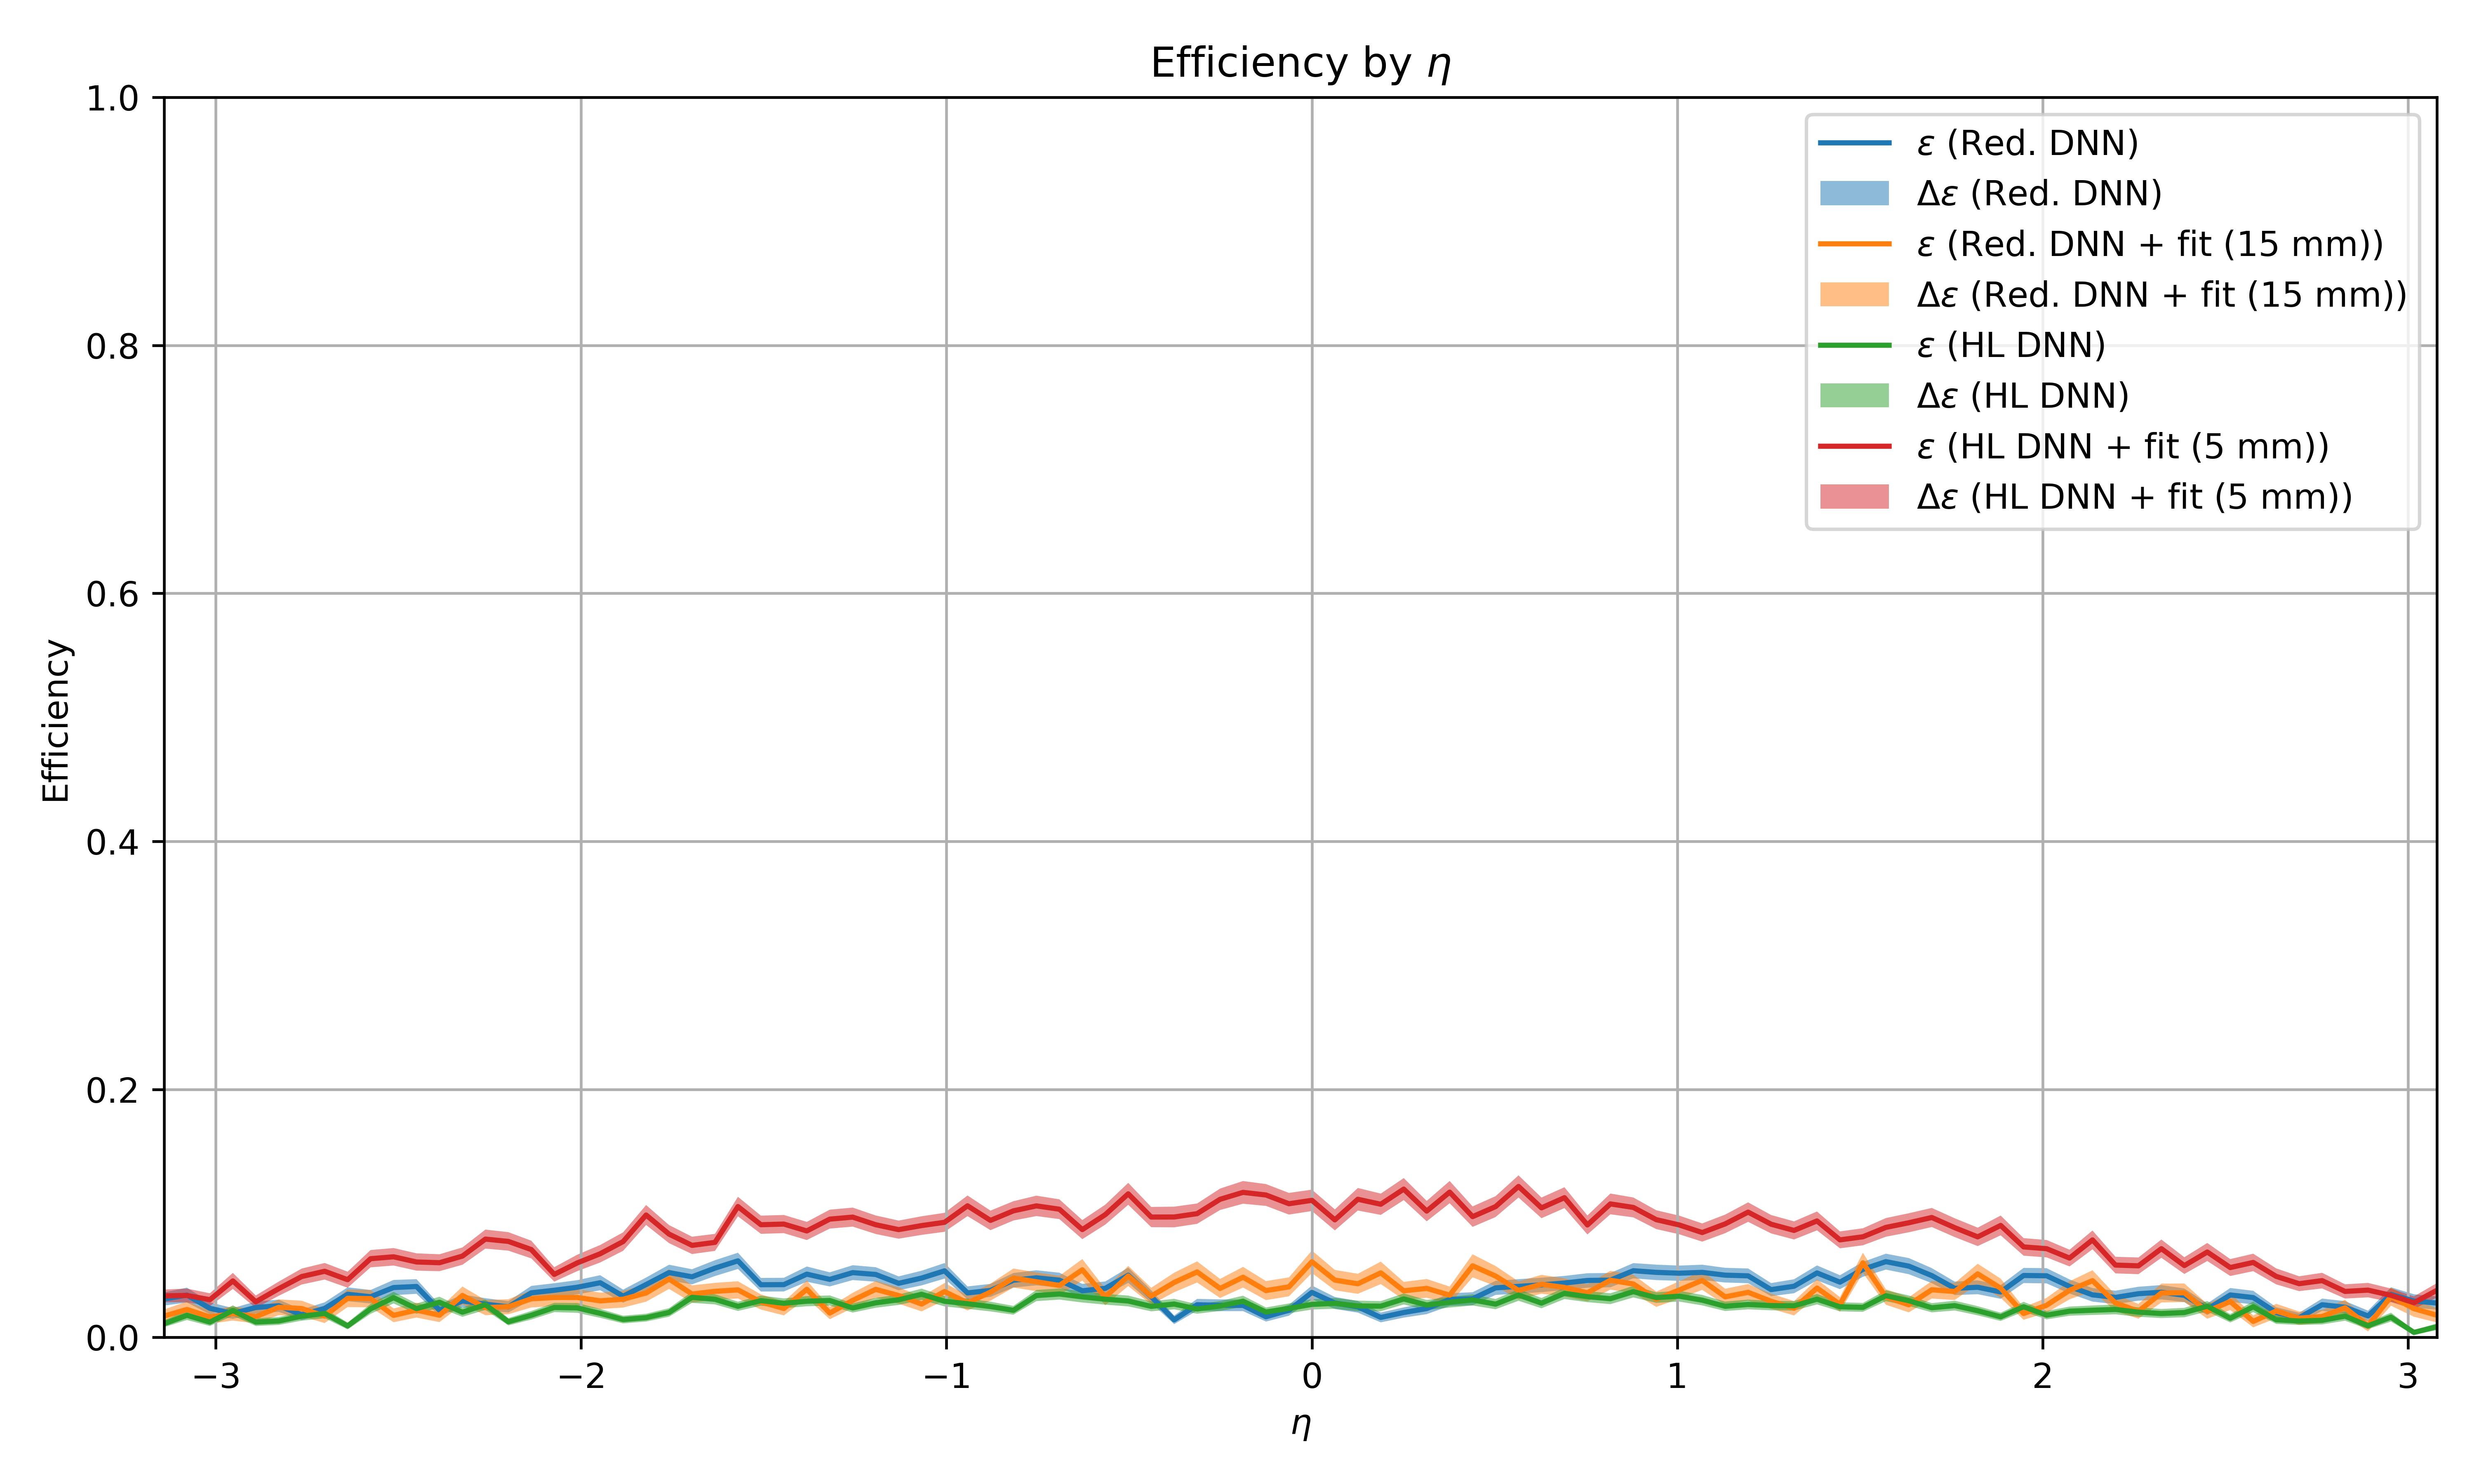 Efficiency by η
1.0
0.8
0.6
0.4
0.2
0.0
Efficiency
ε (Red. DNN)
Δε (Red. DNN)
ε (Red. DNN + fit (15 mm))
Δε (Red. DNN + fit (15 mm))
ε (HL DNN)
Δε (HL DNN)
ε (HL DNN + fit (5 mm))
Δε (HL DNN + fit (5 mm))
−3 −2 −1 0 1 2 3
η